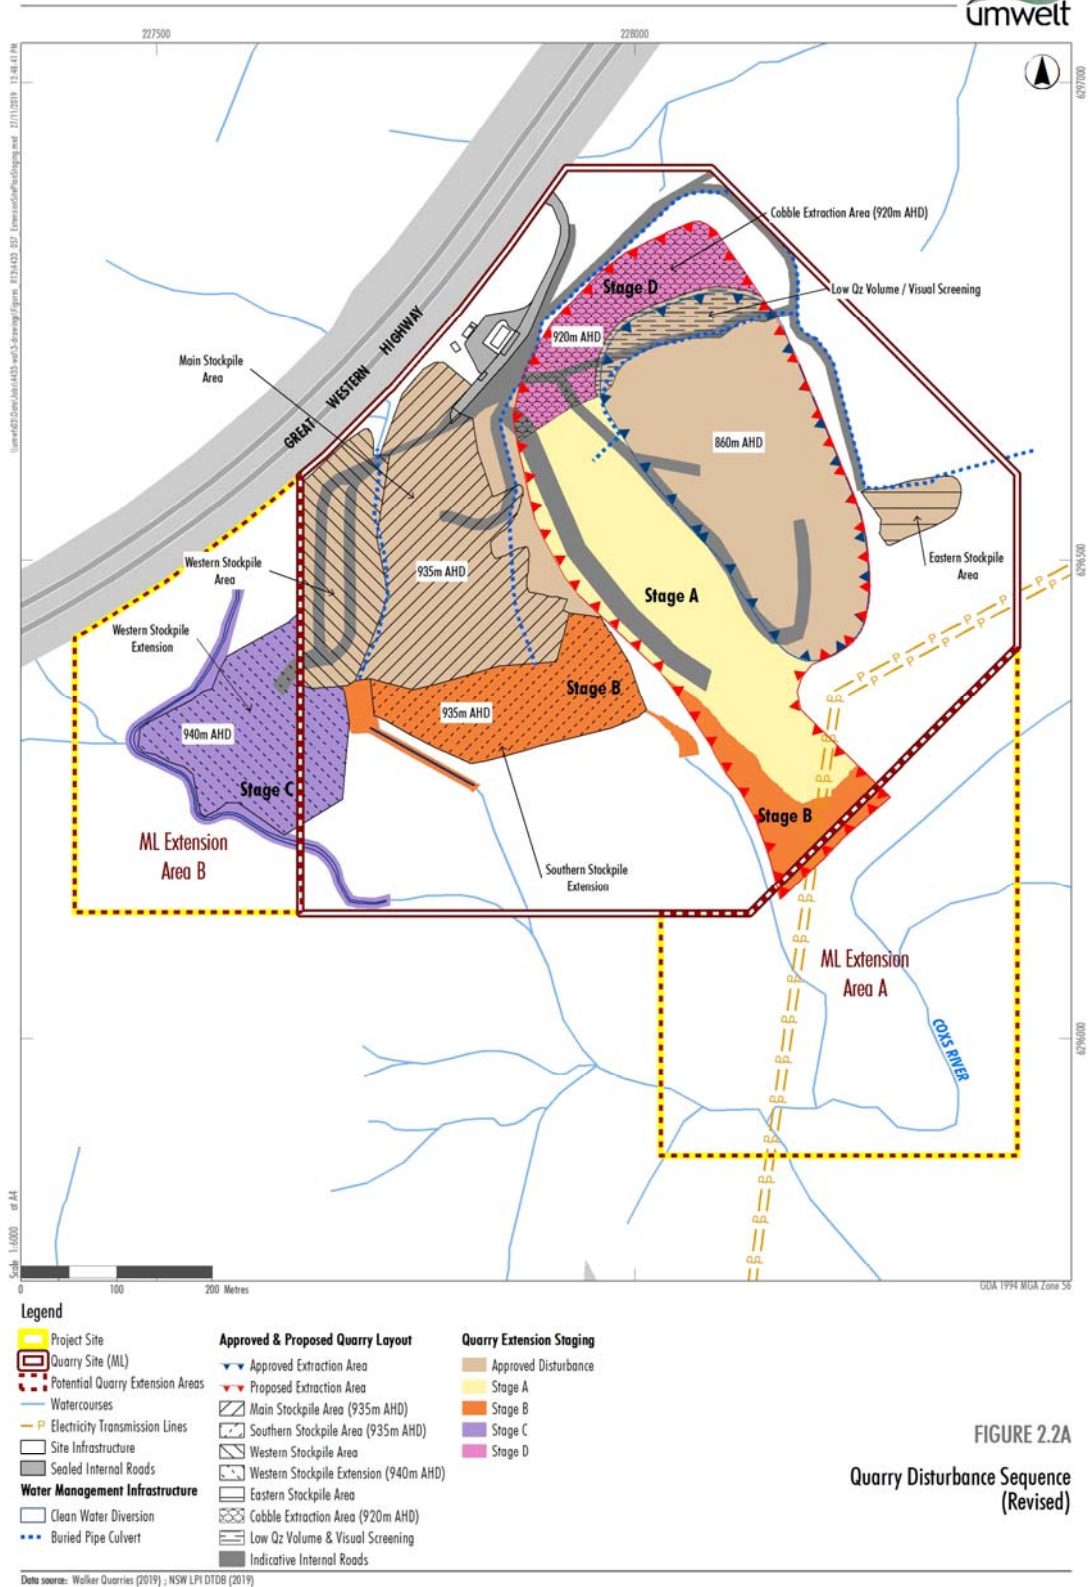 umwelt
227500
228000
6297000
Cobble Extraction Area (920m AHD)
Stage D
Low Qz Volume / Visual Screening
920m AHD
GREAT WESTERN HIGHWAY
Main Stockpile
Area
860m AHD
6296500
Western Stockpile
Area
935m AHD
Eastern Stockpile
Area
Stage A
Western Stockpile
Extension
Stage B
935m AHD
940m AHD
Stage C
Stage B
ML Extension
Area B
Southern Stockpile
Extension
ML Extension
Area A
COXS RIVER
6296000
Scale 1:6000 at A4
0 100 200 Metres
GDA 1994 MGA Zone 56
Legend
Project Site
Quarry Site (ML)
Potential Quarry Extension Areas
Watercourses
P Electricity Transmission Lines
Site Infrastructure
Sealed Internal Roads
Water Management Infrastructure
Clean Water Diversion
Buried Pipe Culvert
Approved & Proposed Quarry Layout
Approved Extraction Area
Proposed Extraction Area
Main Stockpile Area (935m AHD)
Southern Stockpile Area (935m AHD)
Western Stockpile Area
Western Stockpile Extension (940m AHD)
Eastern Stockpile Area
Cobble Extraction Area (920m AHD)
Low Qz Volume & Visual Screening
Indicative Internal Roads
Quarry Extension Staging
Approved Disturbance
Stage A
Stage B
Stage C
Stage D
FIGURE 2.2A
Quarry Disturbance Sequence
(Revised)
Data source: Walker Quarries (2019) ; NSW LPI DTDB (2019)